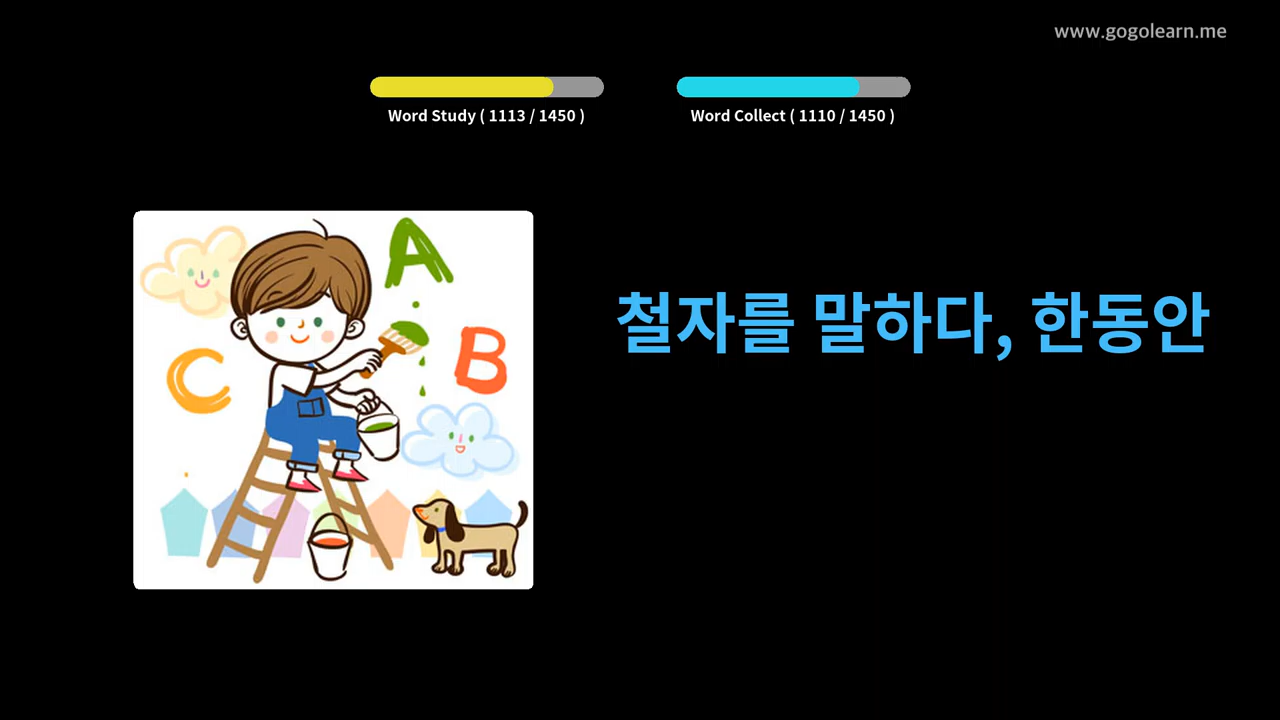 www.gogolearn.me
Word Study ( 1113 / 1450 )
Word Collect ( 1110 / 1450 )
A
B
C
철자를 말하다, 한동안